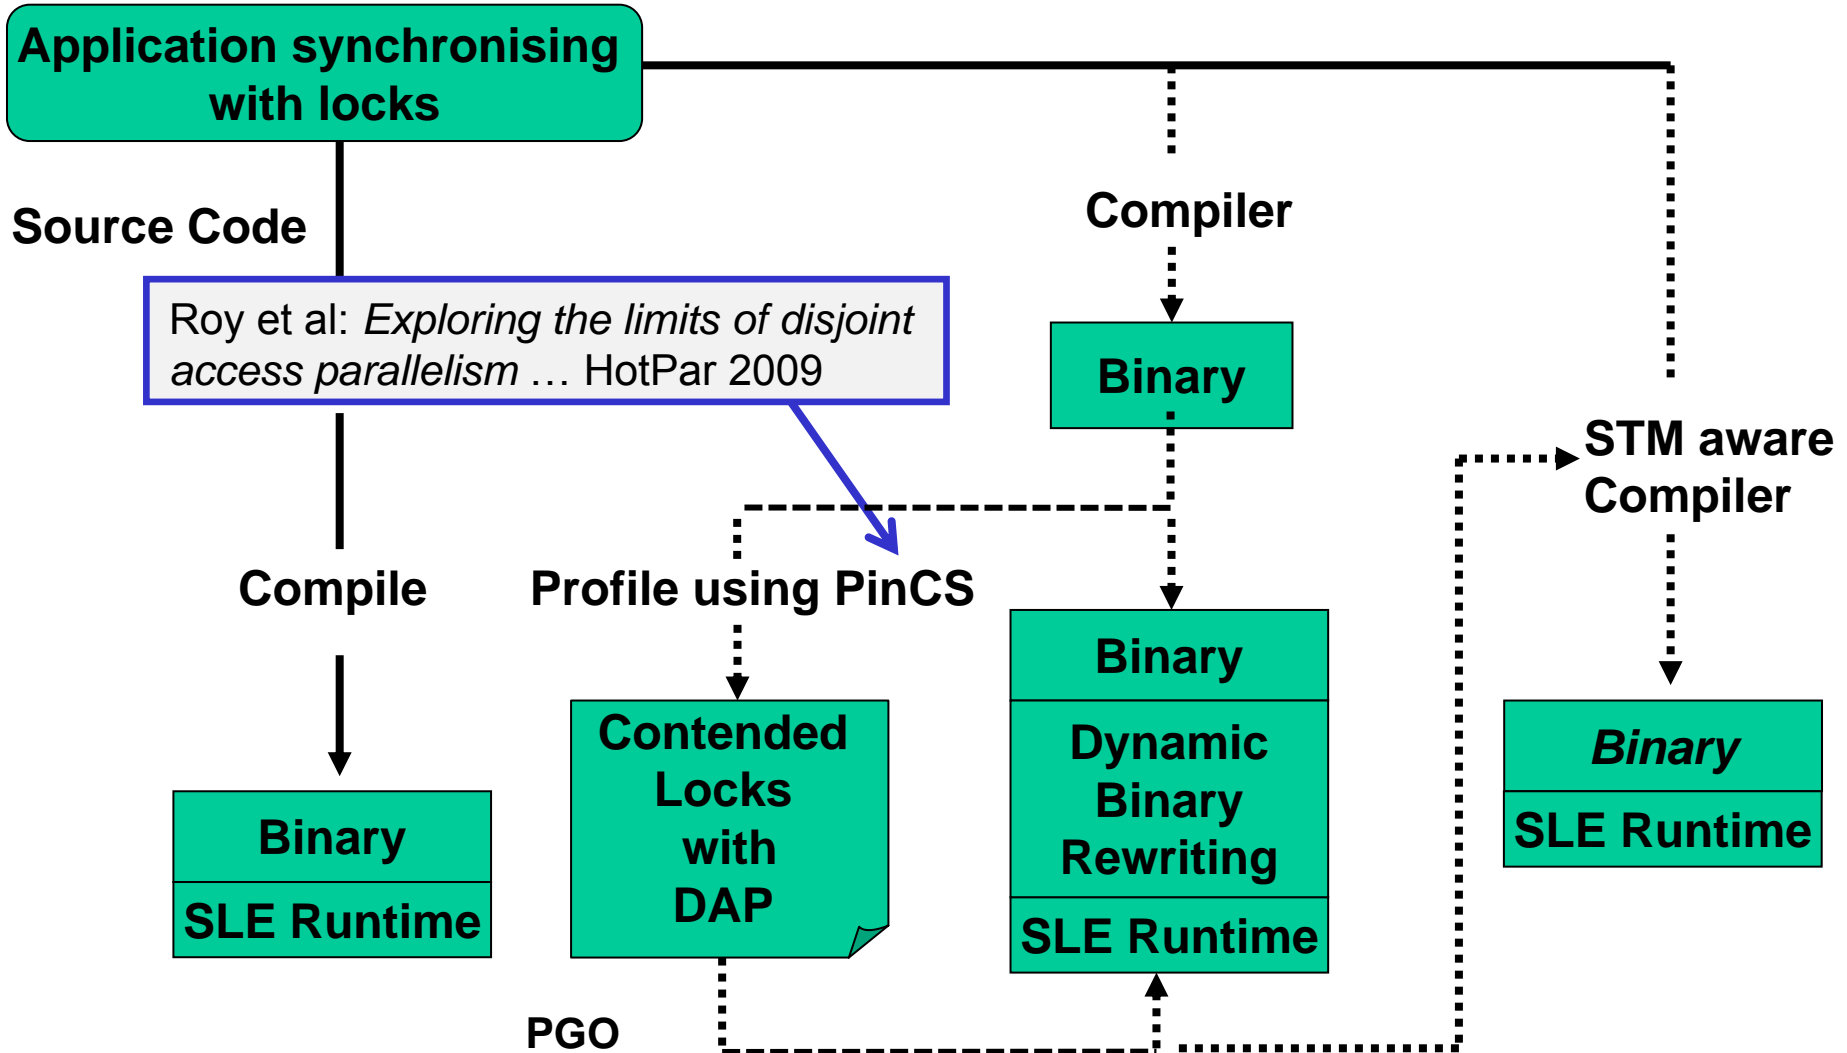 Application synchronising
with locks
Source Code
Compiler
Roy et al: Exploring the limits of disjoint
access parallelism … HotPar 2009
Binary
STM aware
Compiler
Compile
Profile using PinCS
Binary
Dynamic
Binary
Rewriting
SLE Runtime
Contended
Locks
with
DAP
Binary
SLE Runtime
Binary
SLE Runtime
PGO